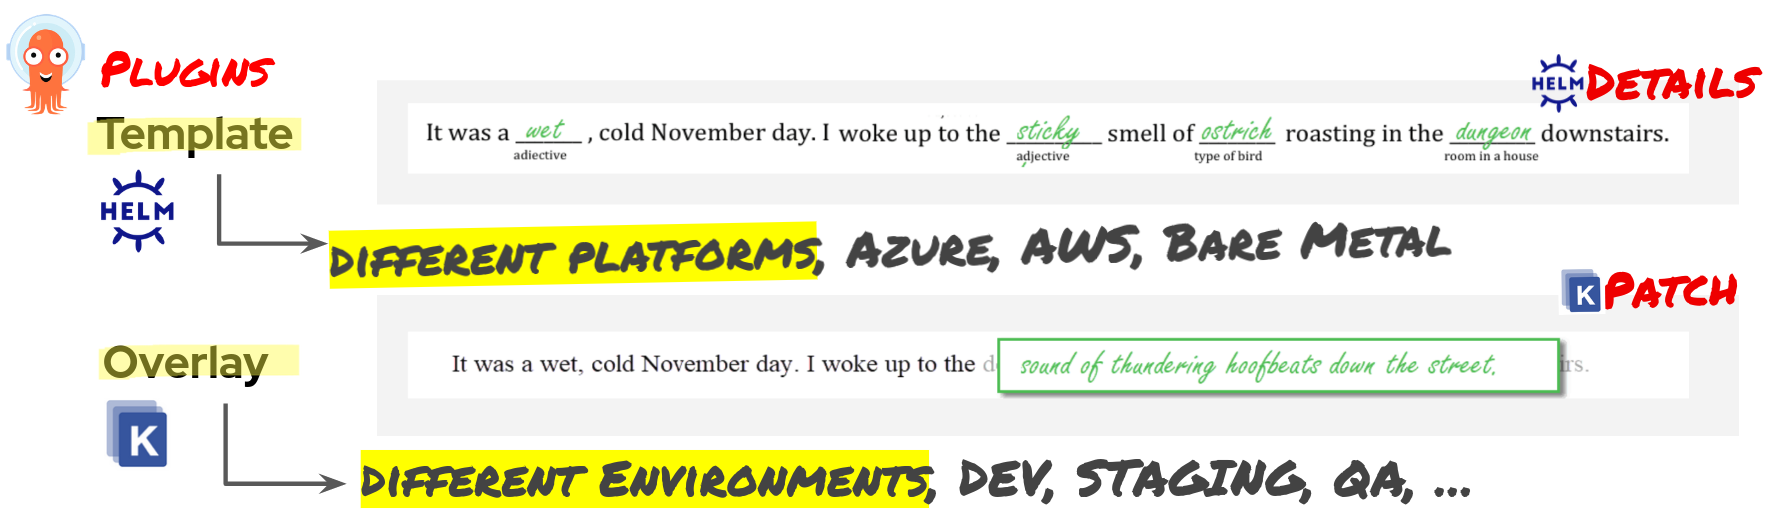 PLUGINS
HELM DETAILS
Template
It was a wet , cold November day. I woke up to the sticky smell of ostrich roasting in the dungeon downstairs.
adjective adjective type of bird room in a house
HELM
DIFFERENT PLATFORMS, AZURE, AWS, BARE METAL
K PATCH
Overlay
It was a wet, cold November day. I woke up to the d sound of thundering hoofbeats down the street. irs.
K
DIFFERENT ENVIRONMENTS, DEV, STAGING, QA, ...